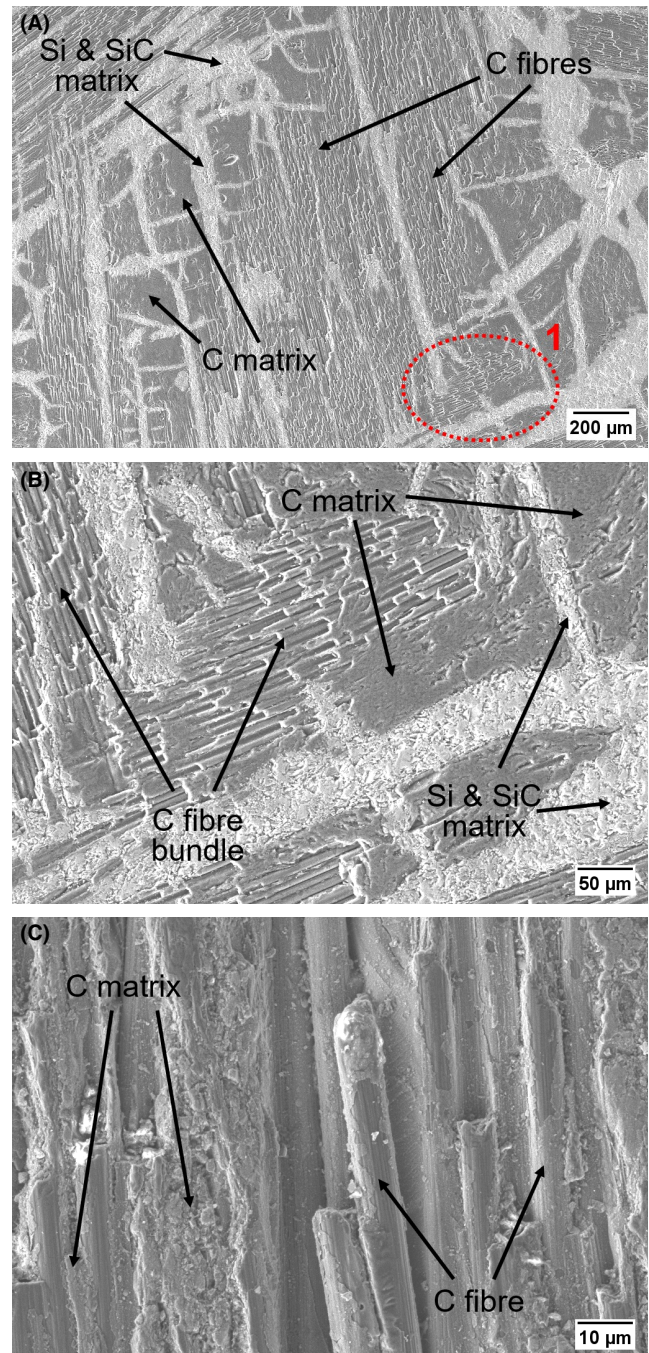 (A)
Si & SiC
matrix
C fibres
C matrix
1
200 µm
(B)
C matrix
C fibre
bundle
Si & SiC
matrix
50 µm
(C)
C matrix
C fibre
10 µm